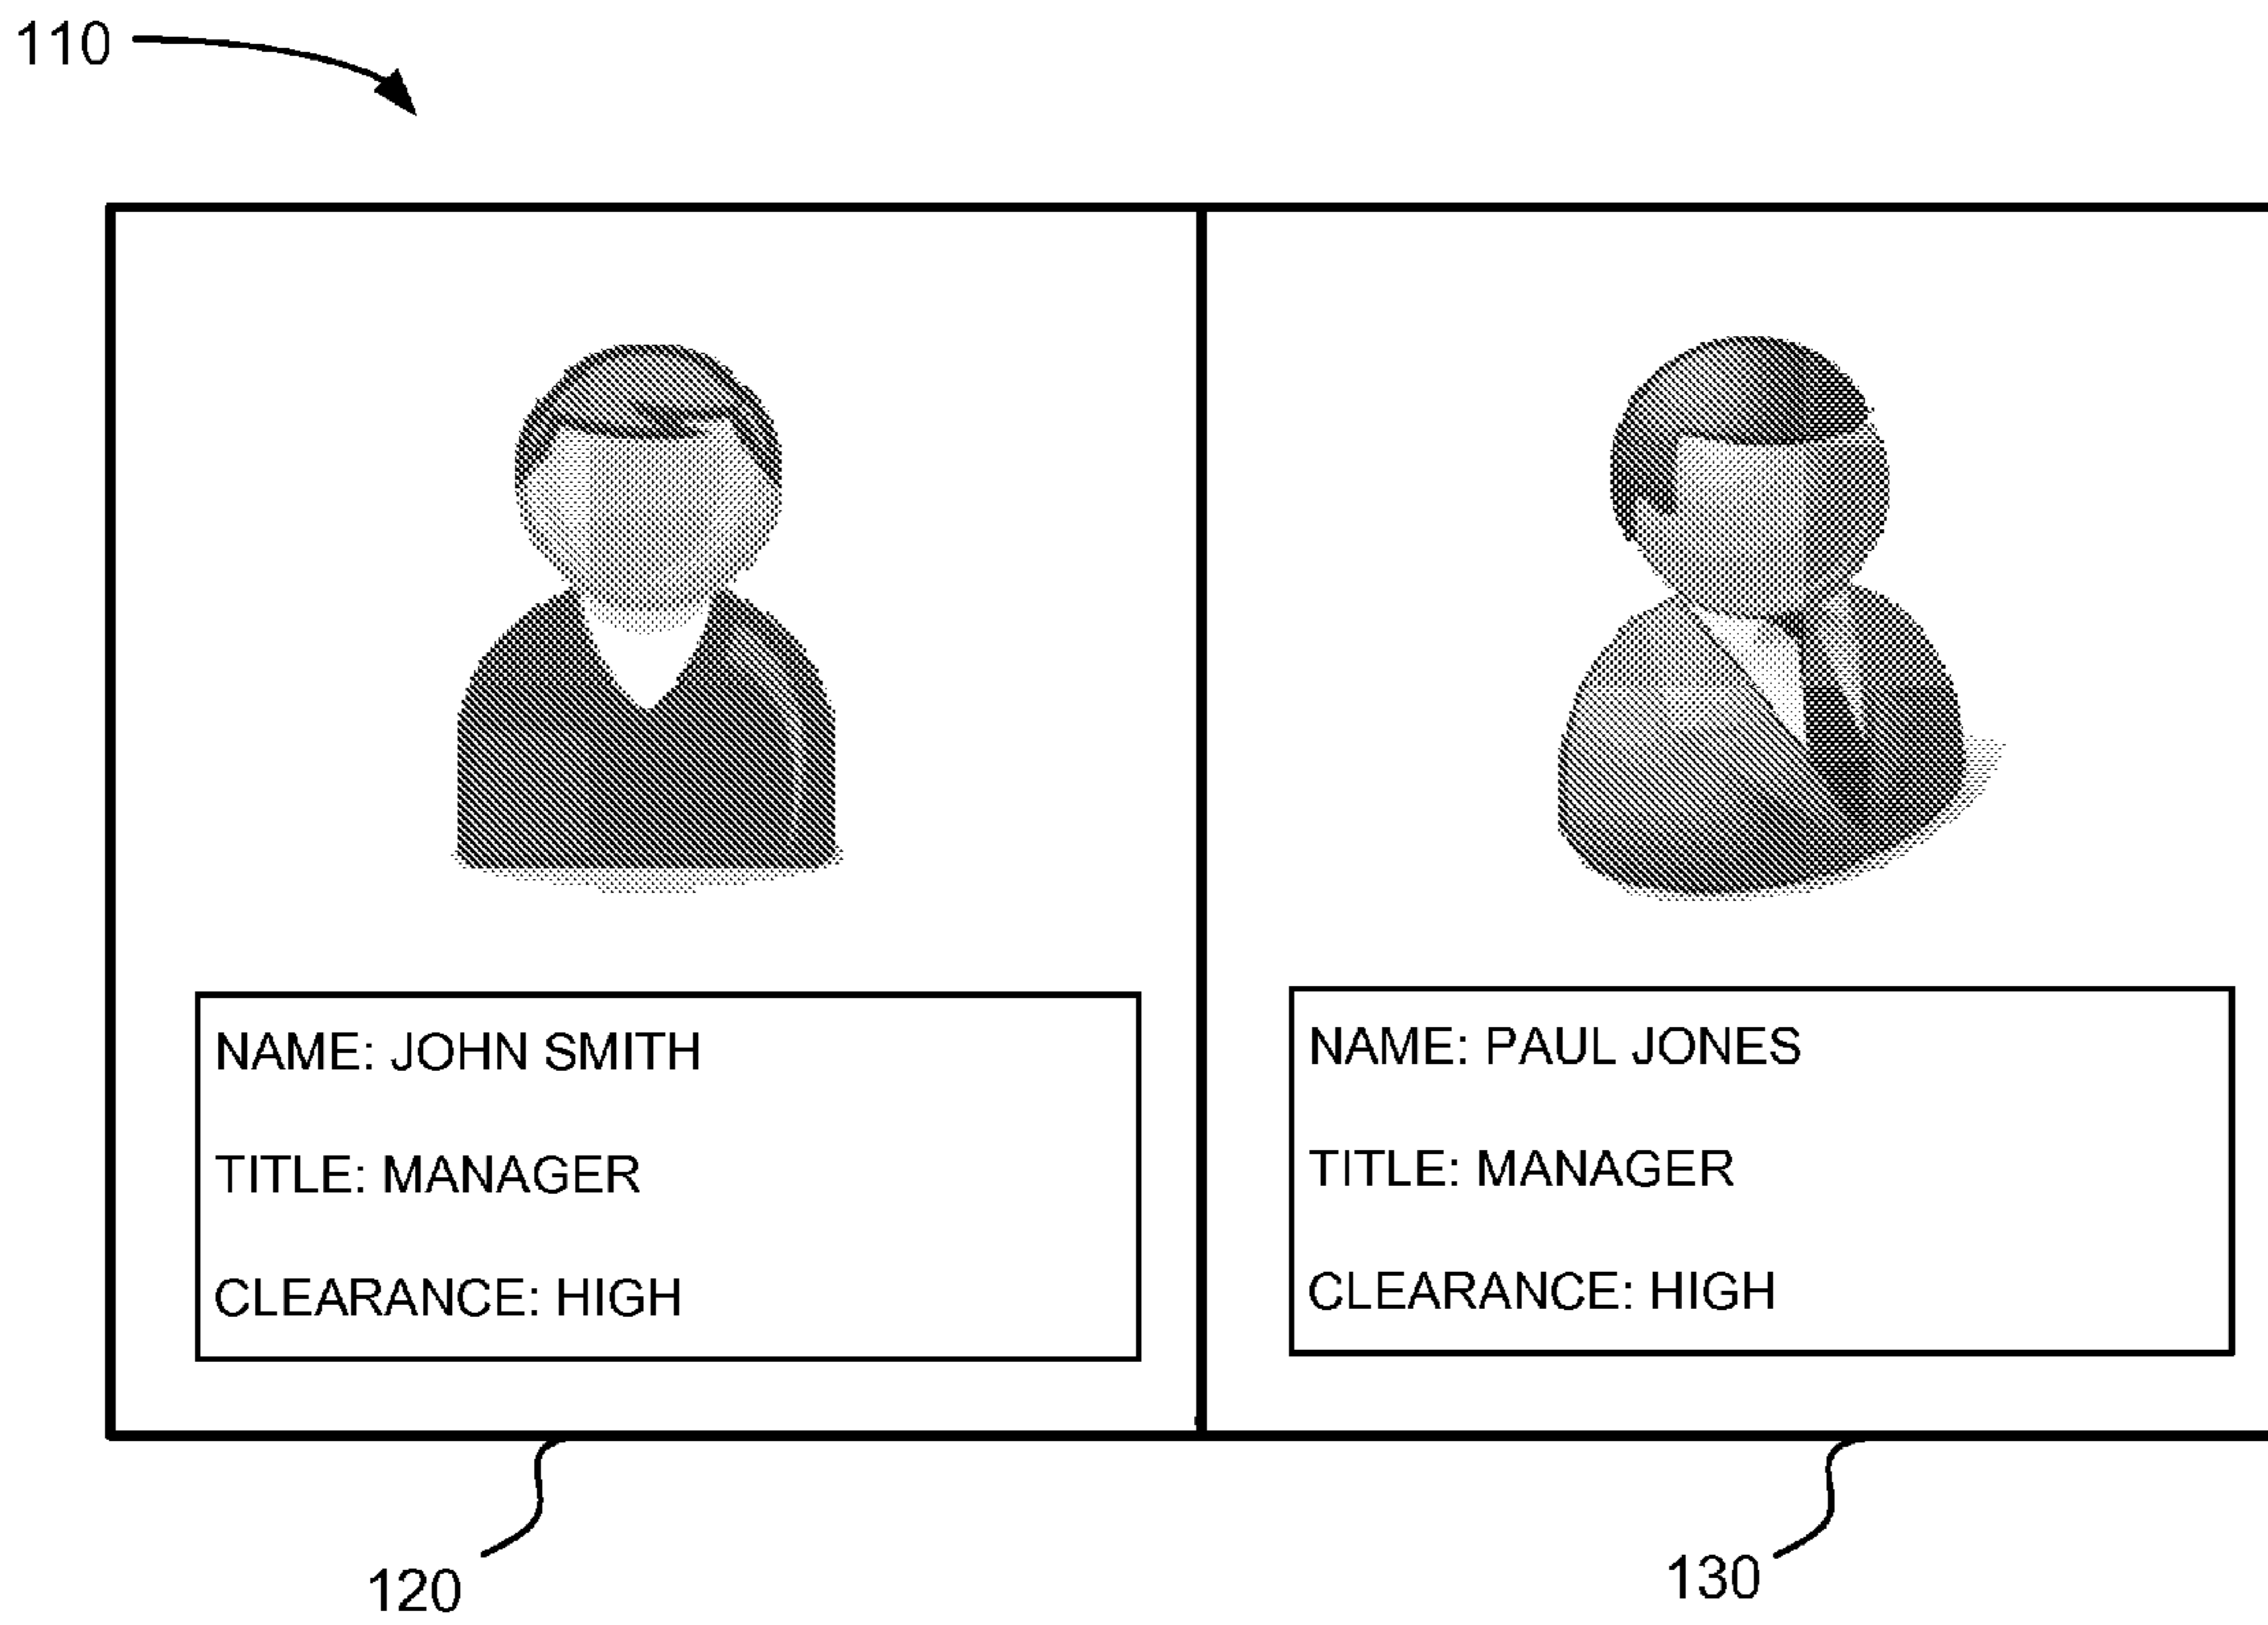 110
NAME: JOHN SMITH
TITLE: MANAGER
CLEARANCE: HIGH
NAME: PAUL JONES
TITLE: MANAGER
CLEARANCE: HIGH
120
130